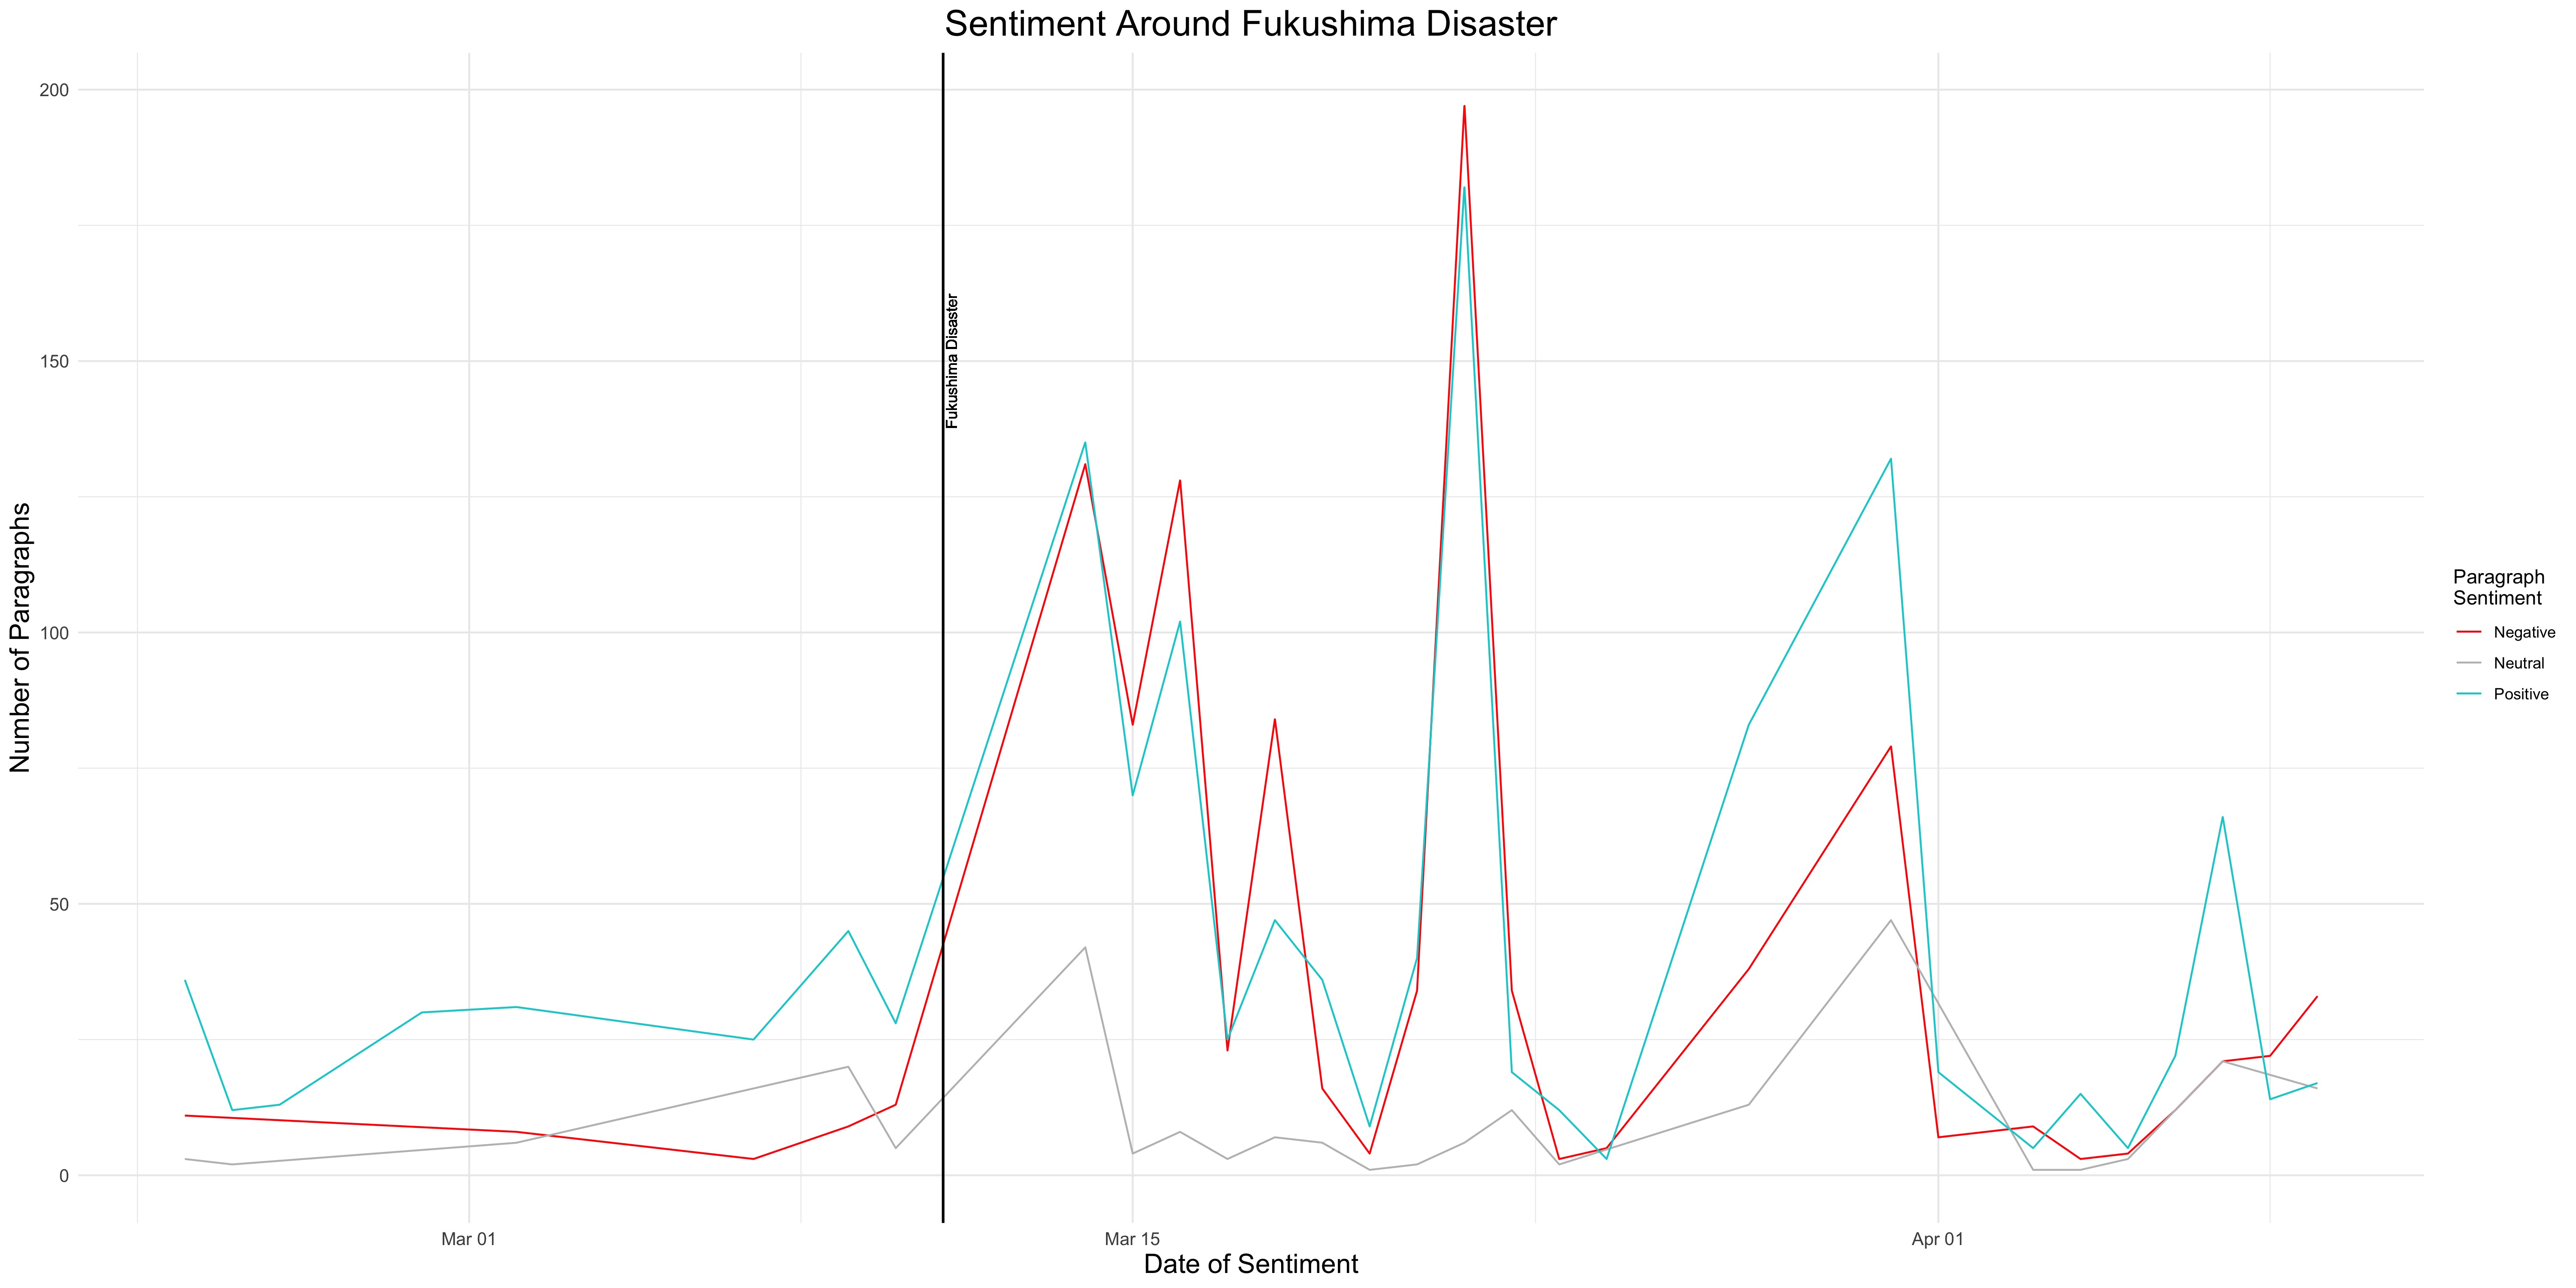 Sentiment Around Fukushima Disaster
200
150
100
50
0
Number of Paragraphs
Fukushima Disaster
Mar 01
Mar 15
Apr 01
Date of Sentiment
Paragraph
Sentiment
Negative
Neutral
Positive